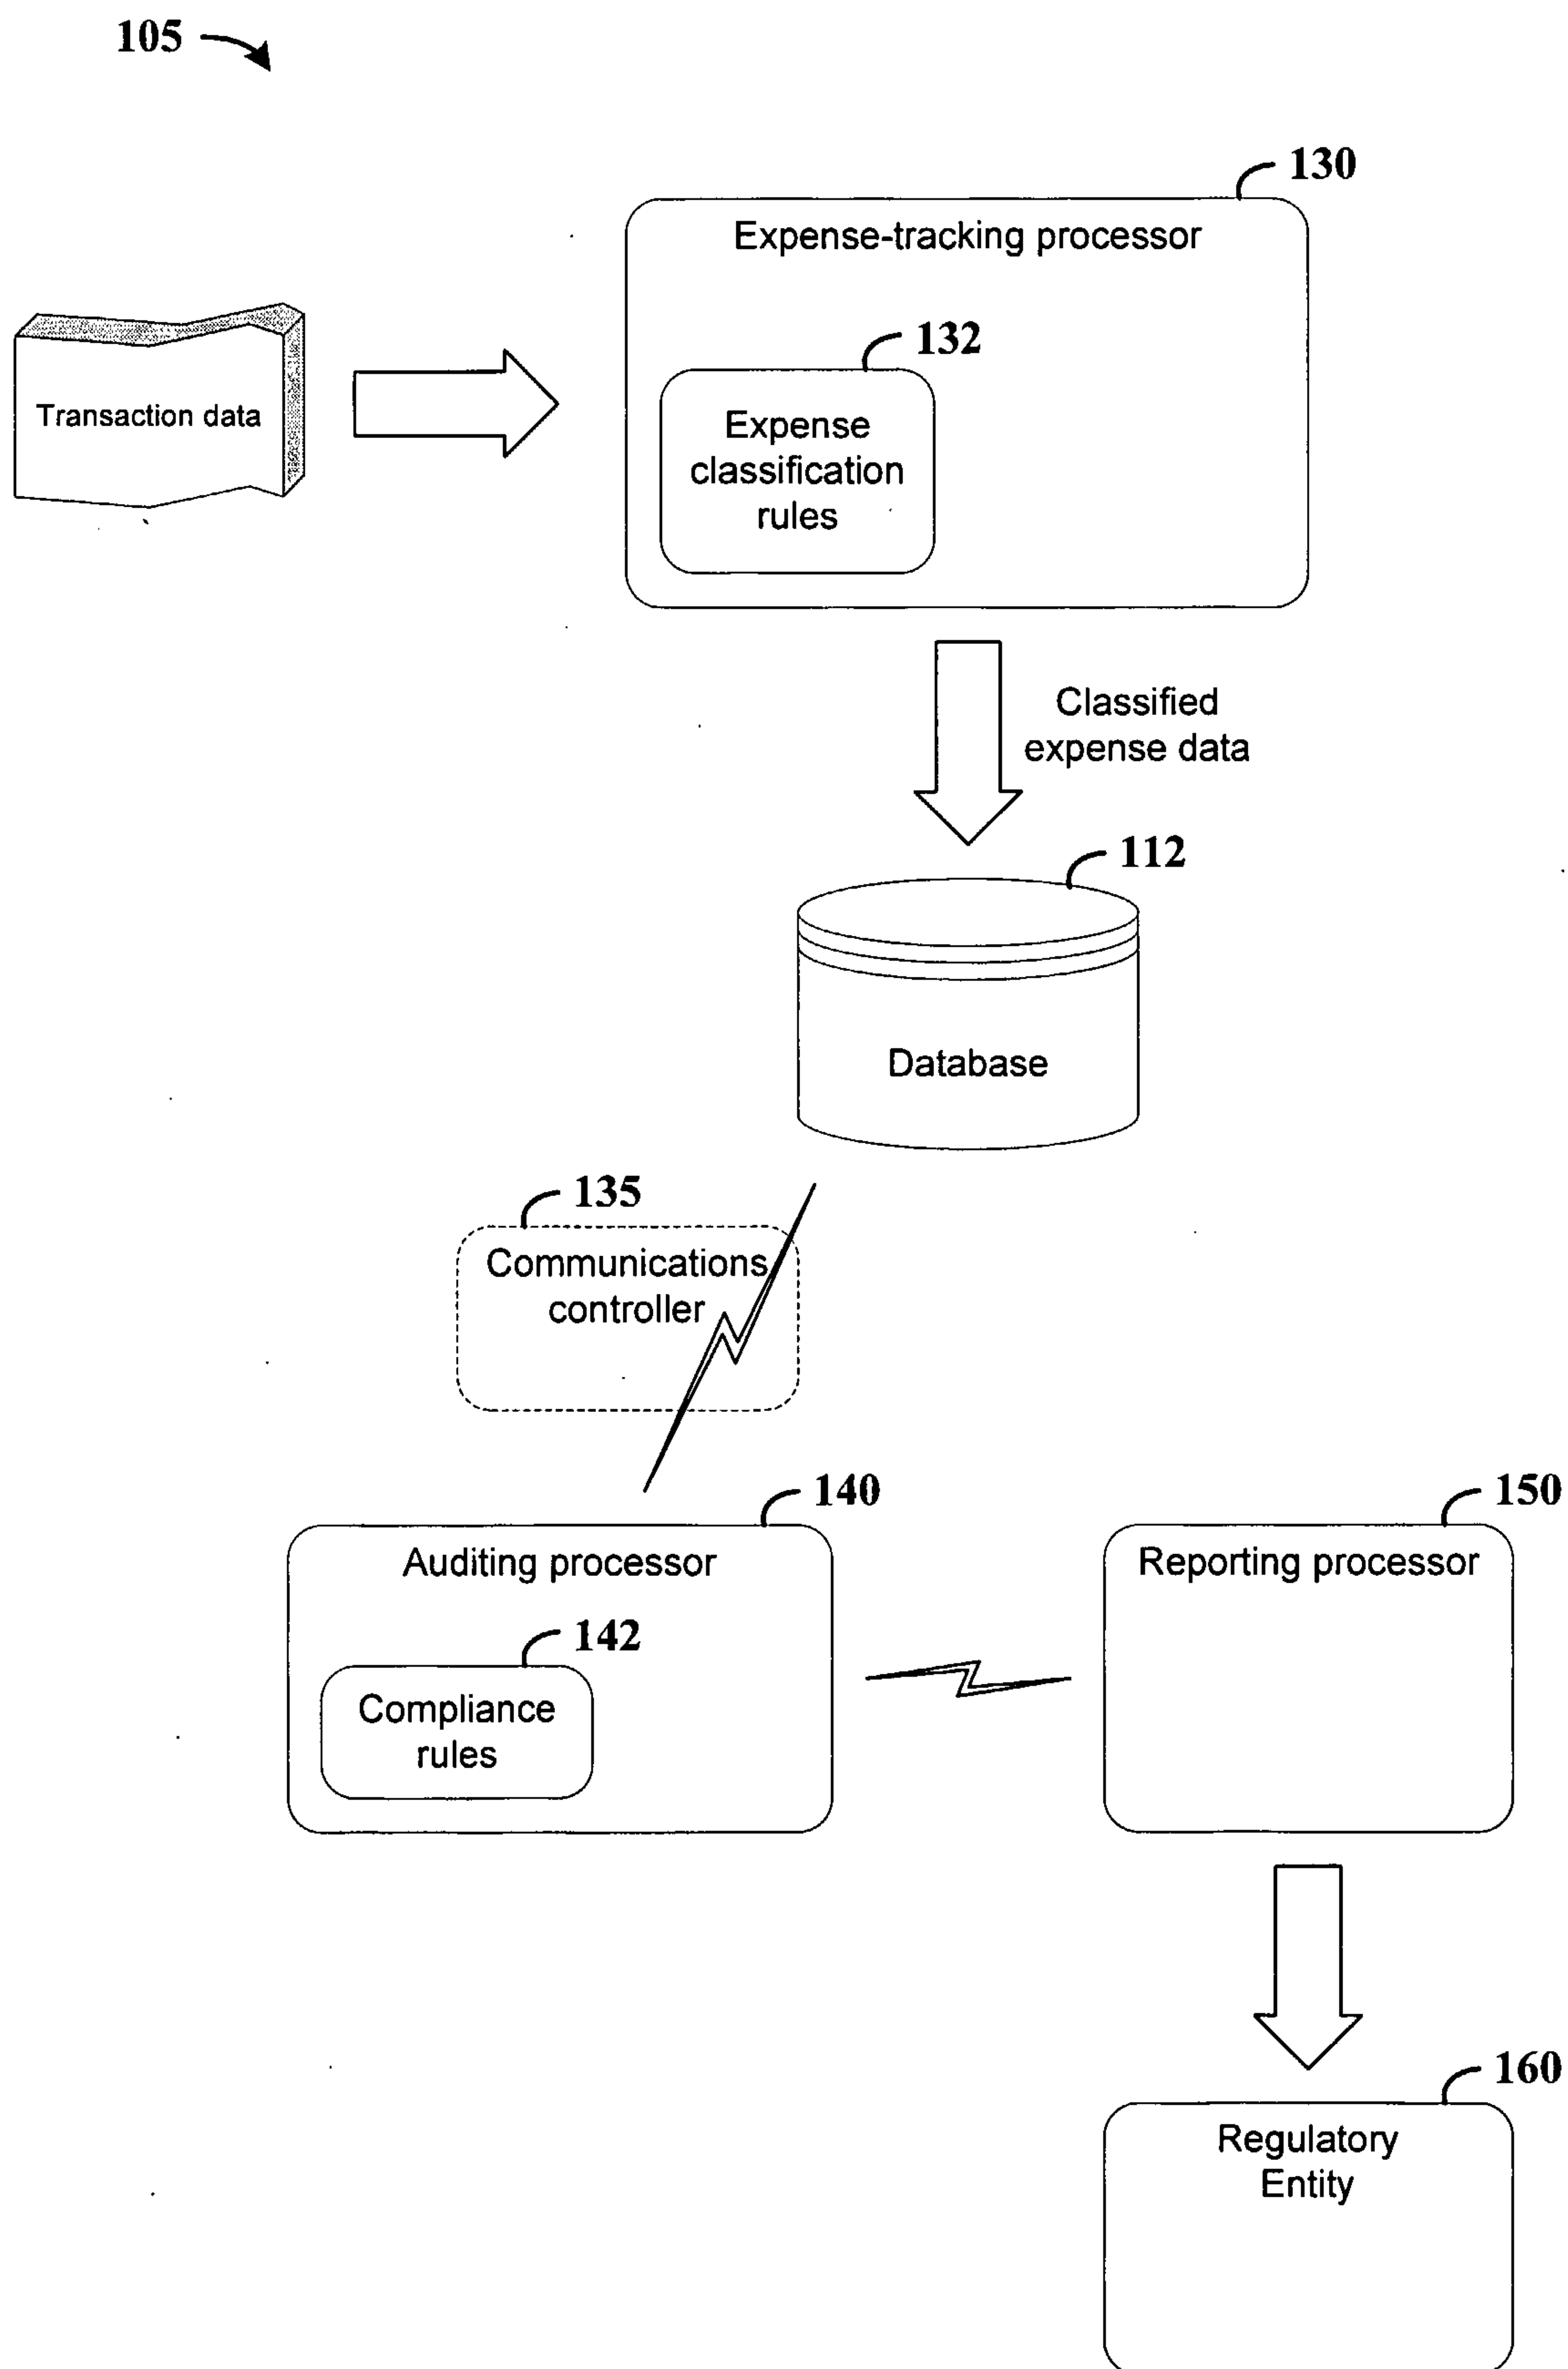 105
130
Expense-tracking processor
132
Transaction data
Expense
classification
rules
Classified
expense data
112
Database
135
Communications
controller
140
150
Auditing processor
Reporting processor
142
Compliance
rules
160
Regulatory
Entity